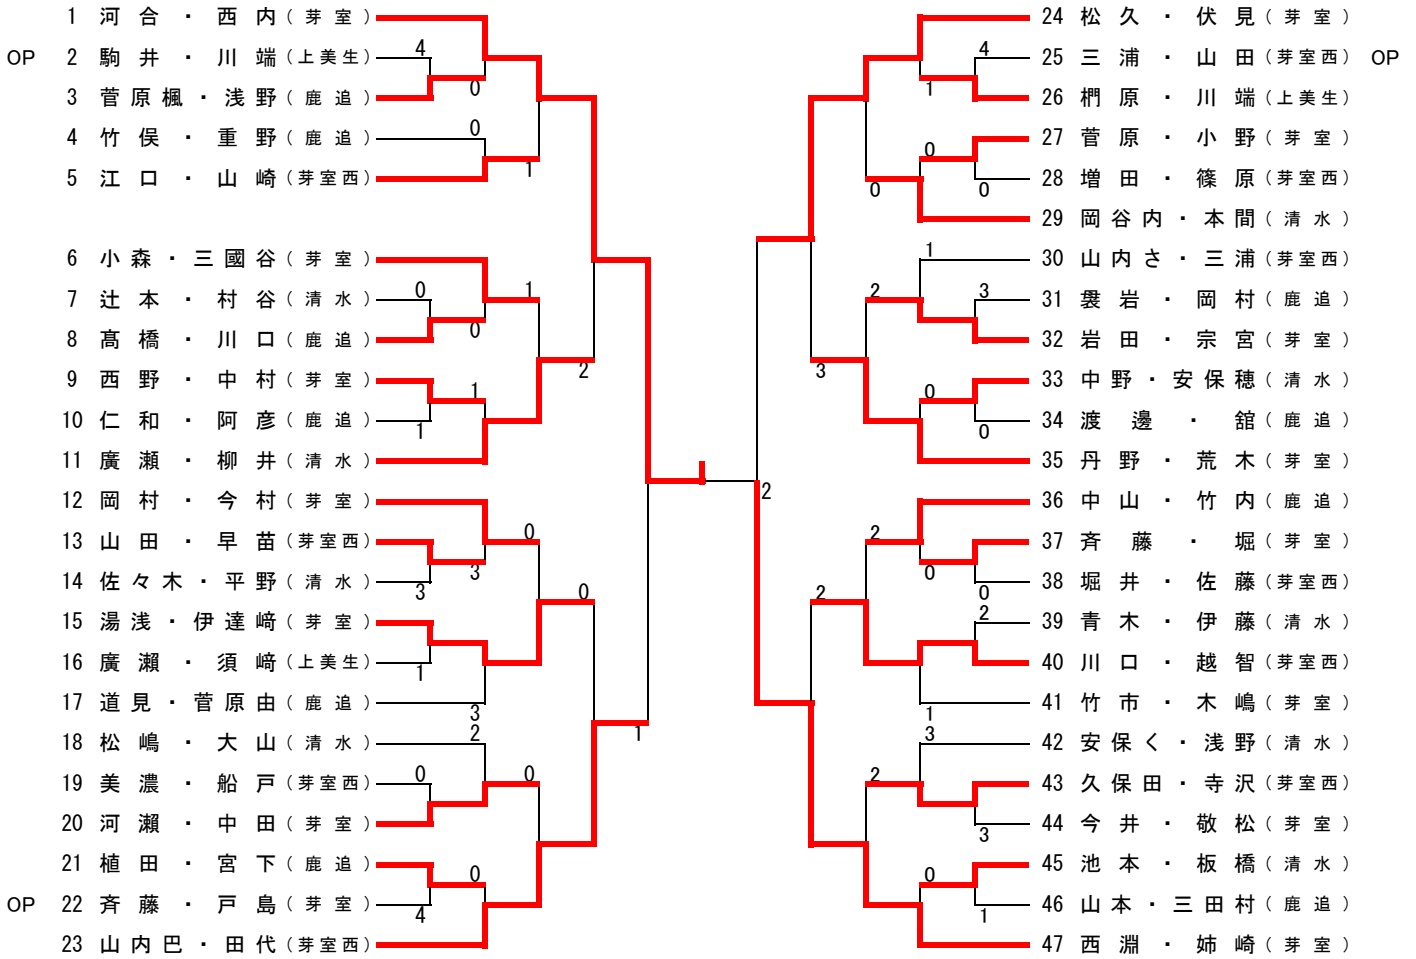 1 河合・西内（芽室）
OP 2 駒井・川端（上美生）
3 菅原楓・浅野（鹿追）
4 竹俣・重野（鹿追）
5 江口・山崎（芽室西）
6 小森・三國谷（芽室）
7 辻本・村谷（清水）
8 髙橋・川口（鹿追）
9 西野・中村（芽室）
10 仁和・阿彦（鹿追）
11 廣瀬・柳井（清水）
12 岡村・今村（芽室）
13 山田・早苗（芽室西）
14 佐々木・平野（清水）
15 湯浅・伊達﨑（芽室）
16 廣瀬・須﨑（上美生）
17 道見・菅原由（鹿追）
18 松嶋・大山（清水）
19 美濃・船戸（芽室西）
20 河瀬・中田（芽室）
21 植田・宮下（鹿追）
OP 22 斉藤・戸島（芽室）
23 山内巴・田代（芽室西）
4
0
0
1
0
0
1
1
1
2
0
3
3
1
3
0
2
0
0
0
4
1
2
4
1
0
0
0
1
3
2
3
0
0
2
0
0
2
1
2
3
3
2
0
1
24 松久・伏見（芽室）
25 三浦・山田（芽室西） OP
26 椚原・川端（上美生）
27 菅原・小野（芽室）
28 増田・篠原（芽室西）
29 岡谷内・本間（清水）
30 山内さ・三浦（芽室西）
31 袰岩・岡村（鹿追）
32 岩田・宗宮（芽室）
33 中野・安保穂（清水）
34 渡邊・舘（鹿追）
35 丹野・荒木（芽室）
36 中山・竹内（鹿追）
37 斉藤・堀（芽室）
38 堀井・佐藤（芽室西）
39 青木・伊藤（清水）
40 川口・越智（芽室西）
41 竹市・木嶋（芽室）
42 安保く・浅野（清水）
43 久保田・寺沢（芽室西）
44 今井・敬松（芽室）
45 池本・板橋（清水）
46 山本・三田村（鹿追）
47 西淵・姉崎（芽室）